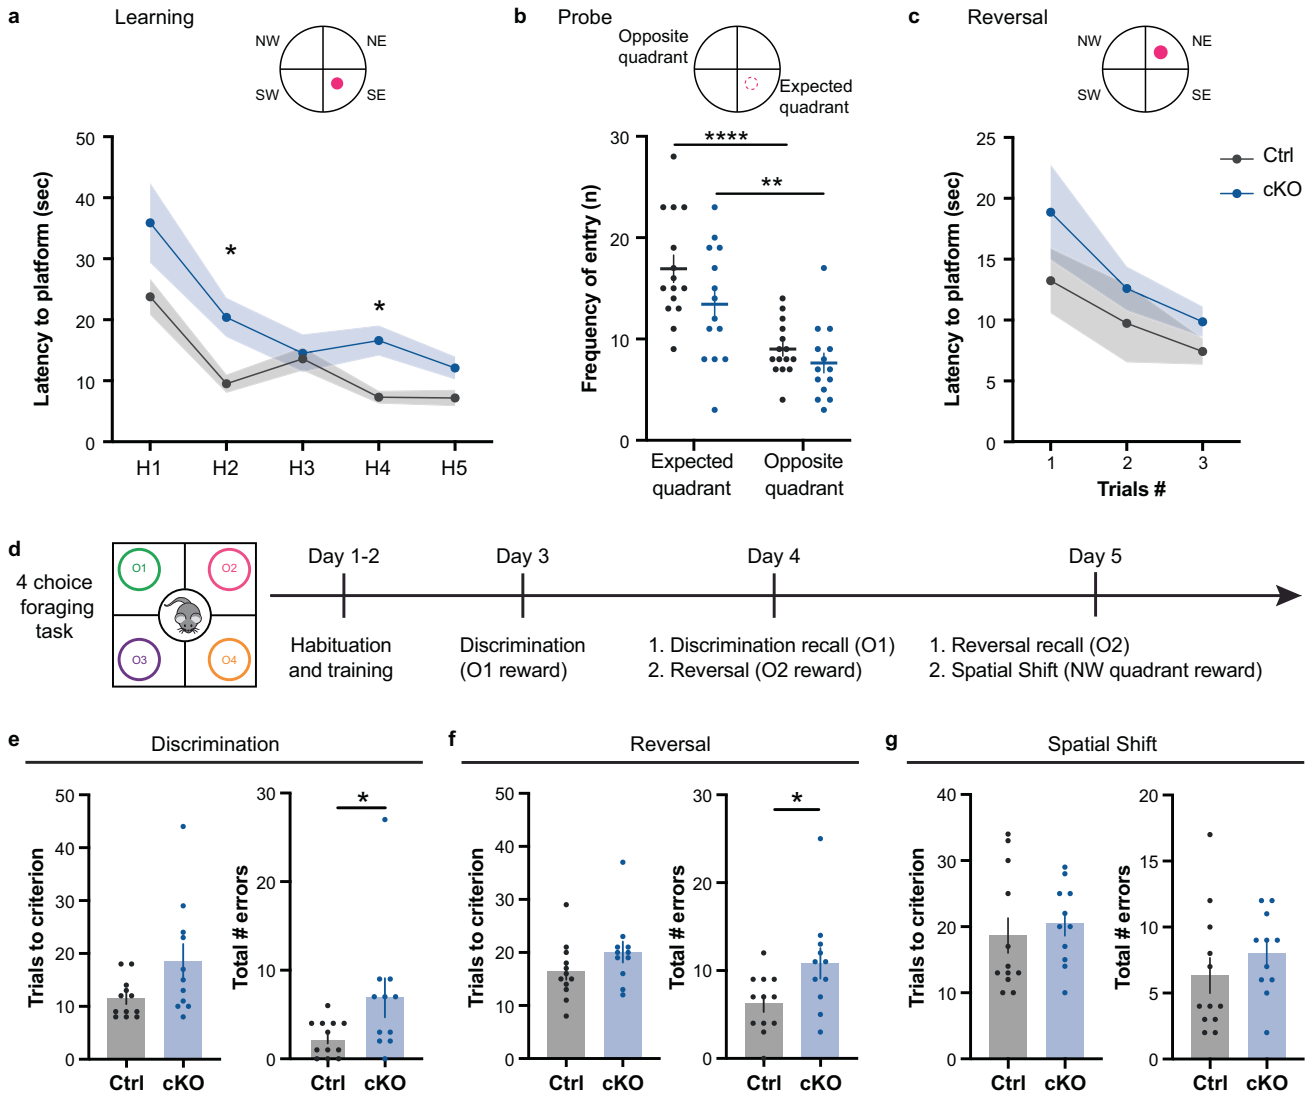 a Learning
NW NE
SW SE
Latency to platform (sec)
50
40
30
20
10
0
*
*
H1 H2 H3 H4 H5
b Probe
Opposite
quadrant
Expected
quadrant
Frequency of entry (n)
30
20
10
0
****
**
Expected
quadrant
Opposite
quadrant
c Reversal
NW NE
SW SE
Latency to platform (sec)
25
20
15
10
5
0
1 2 3
Trials #
Ctrl
cKO
d
4 choice
foraging
task
O1 O2
O3 O4
Day 1-2
Habituation
and training
Day 3
Discrimination
(O1 reward)
Day 4
1. Discrimination recall (O1)
2. Reversal (O2 reward)
Day 5
1. Reversal recall (O2)
2. Spatial Shift (NW quadrant reward)
e Discrimination
Trials to criterion
50
40
30
20
10
0
Ctrl cKO
Total # errors
30
20
10
0
*
Ctrl cKO
f Reversal
Trials to criterion
50
40
30
20
10
0
Ctrl cKO
Total # errors
30
20
10
0
*
Ctrl cKO
g Spatial Shift
Trials to criterion
40
30
20
10
0
Ctrl cKO
Total # errors
20
15
10
5
0
Ctrl cKO